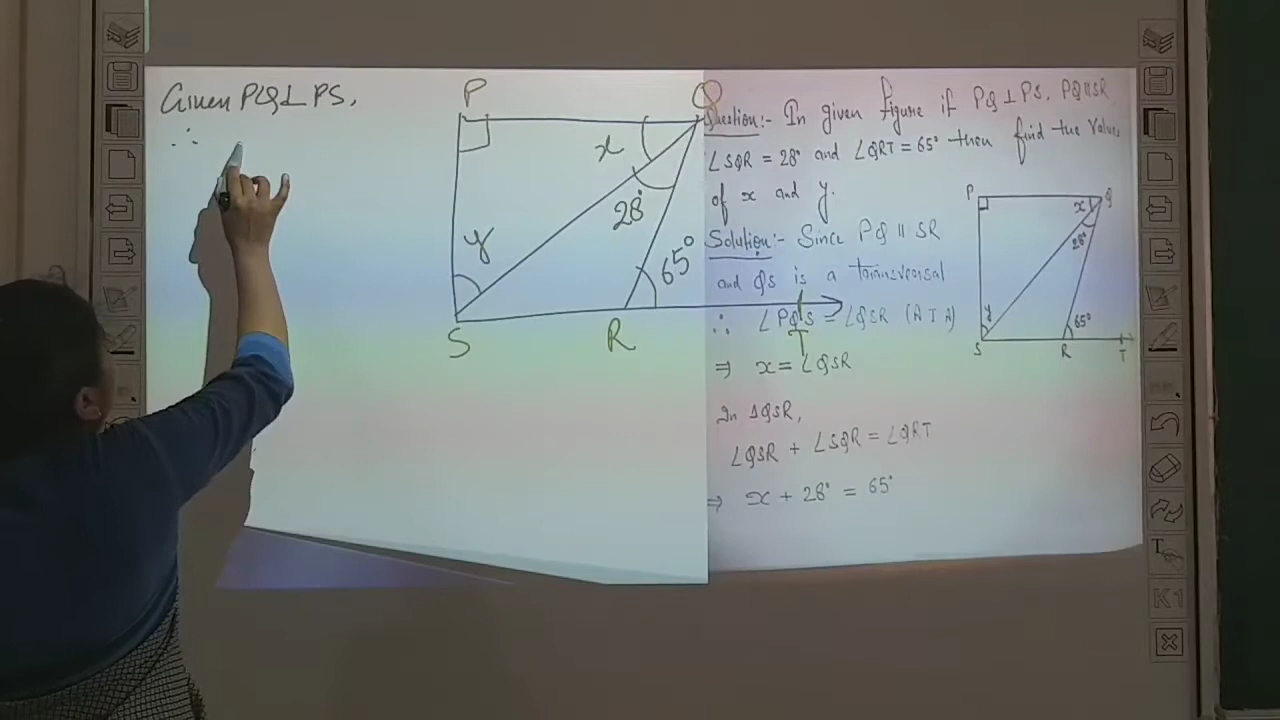 Given PQ ⊥ PS.
∴
P
Q
x
28°
y
65°
S
R
T
Question:- In given figure if PQ ⊥ PS, PQ || SR
∠SQR = 28° and ∠QRT = 65° then find the values
of x and y.
Solution:- Since PQ || SR
and QS is a transversal
∴ ∠PQS = ∠QSR (A I A)
⇒ x = ∠QSR
In ΔQSR,
∠QSR + ∠SQR = ∠QRT
⇒ x + 28° = 65°
P
Q
x
28°
y
65°
S
R
T
T
K1